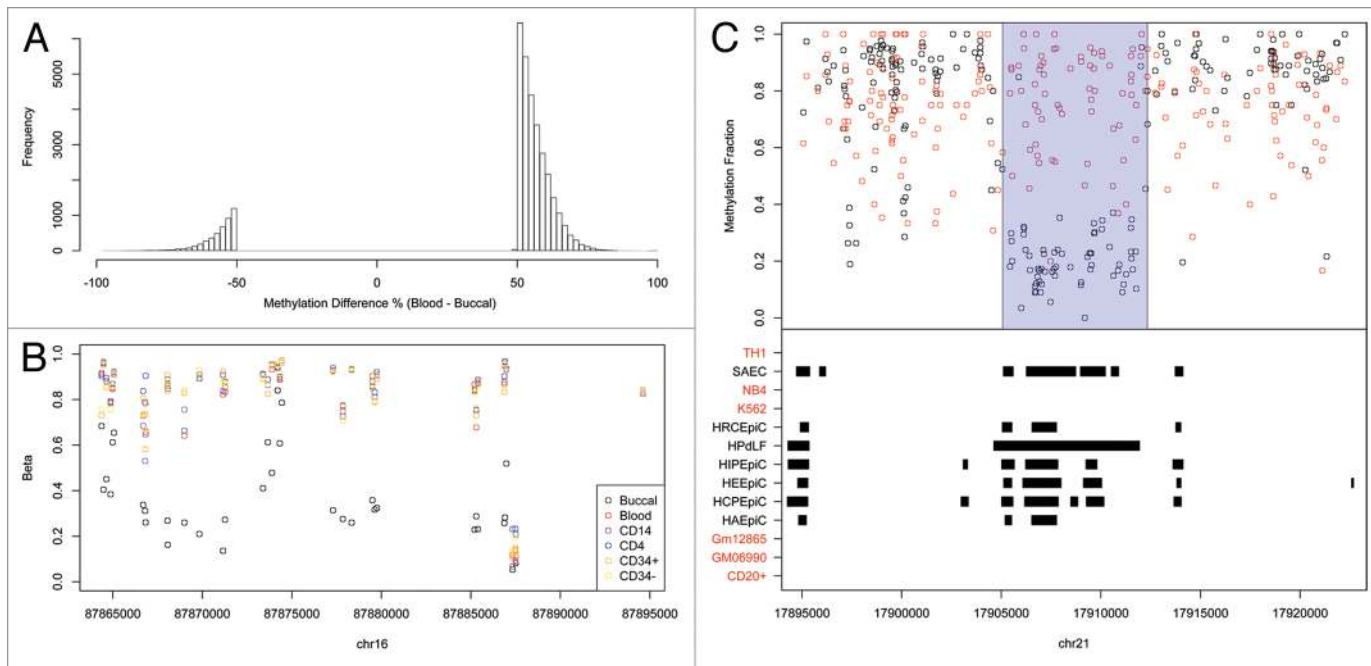 A
Frequency
5000
3000
1000
0
-100
-50
0
50
100
Methylation Difference % (Blood - Buccal)
B
Beta
1.0
0.8
0.6
0.4
0.2
0.0
Buccal
Blood
CD14
CD4
CD34+
CD34-
87865000
87870000
87875000
87880000
87885000
87890000
87895000
chr16
C
Methylation Fraction
1.0
0.8
0.6
0.4
0.2
0.0
TH1
SAEC
NB4
K562
HRCEpiC
HPdLF
HIPEpiC
HEEpiC
HCPEpiC
HAEpiC
Gm12865
GM06990
CD20+
17895000
17900000
17905000
17910000
17915000
17920000
chr21